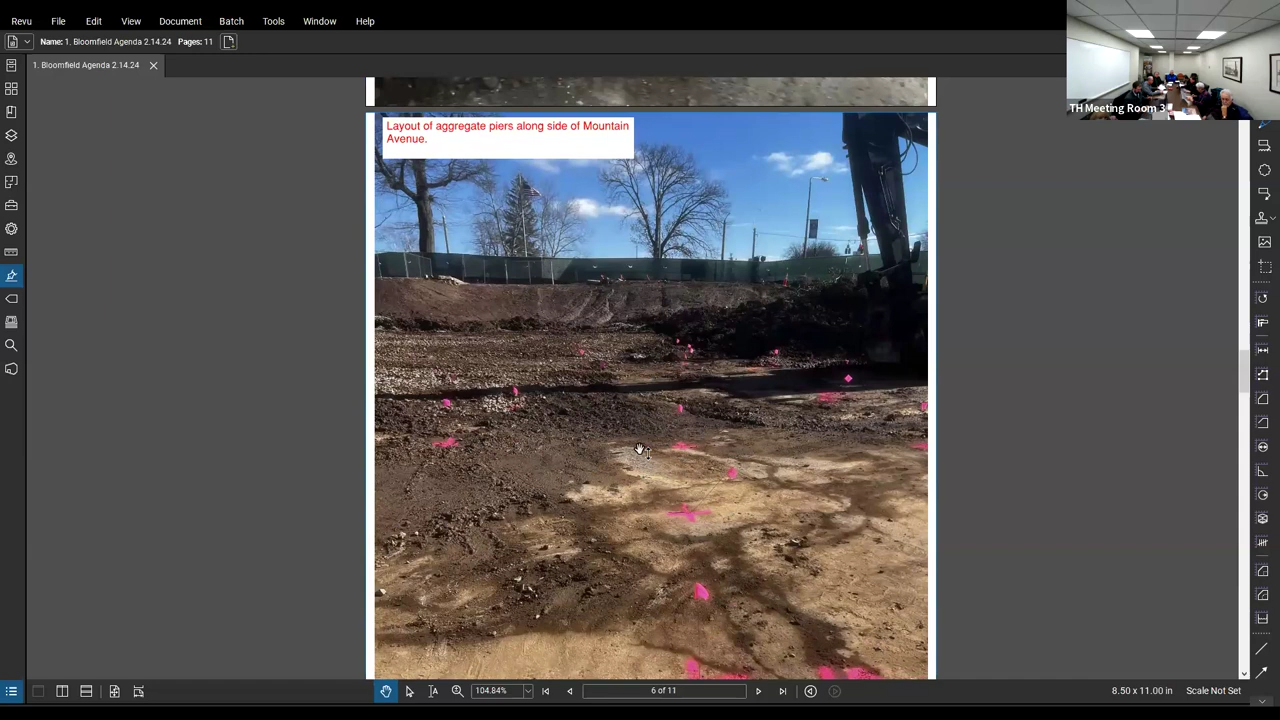 Revu File Edit View Document Batch Tools Window Help
Name: 1. Bloomfield Agenda 2.14.24 Pages: 11
1. Bloomfield Agenda 2.14.24
TH Meeting Room 3
Layout of aggregate piers along side of Mountain
Avenue.
104.84%
6 of 11
8.50 x 11.00 in
Scale Not Set